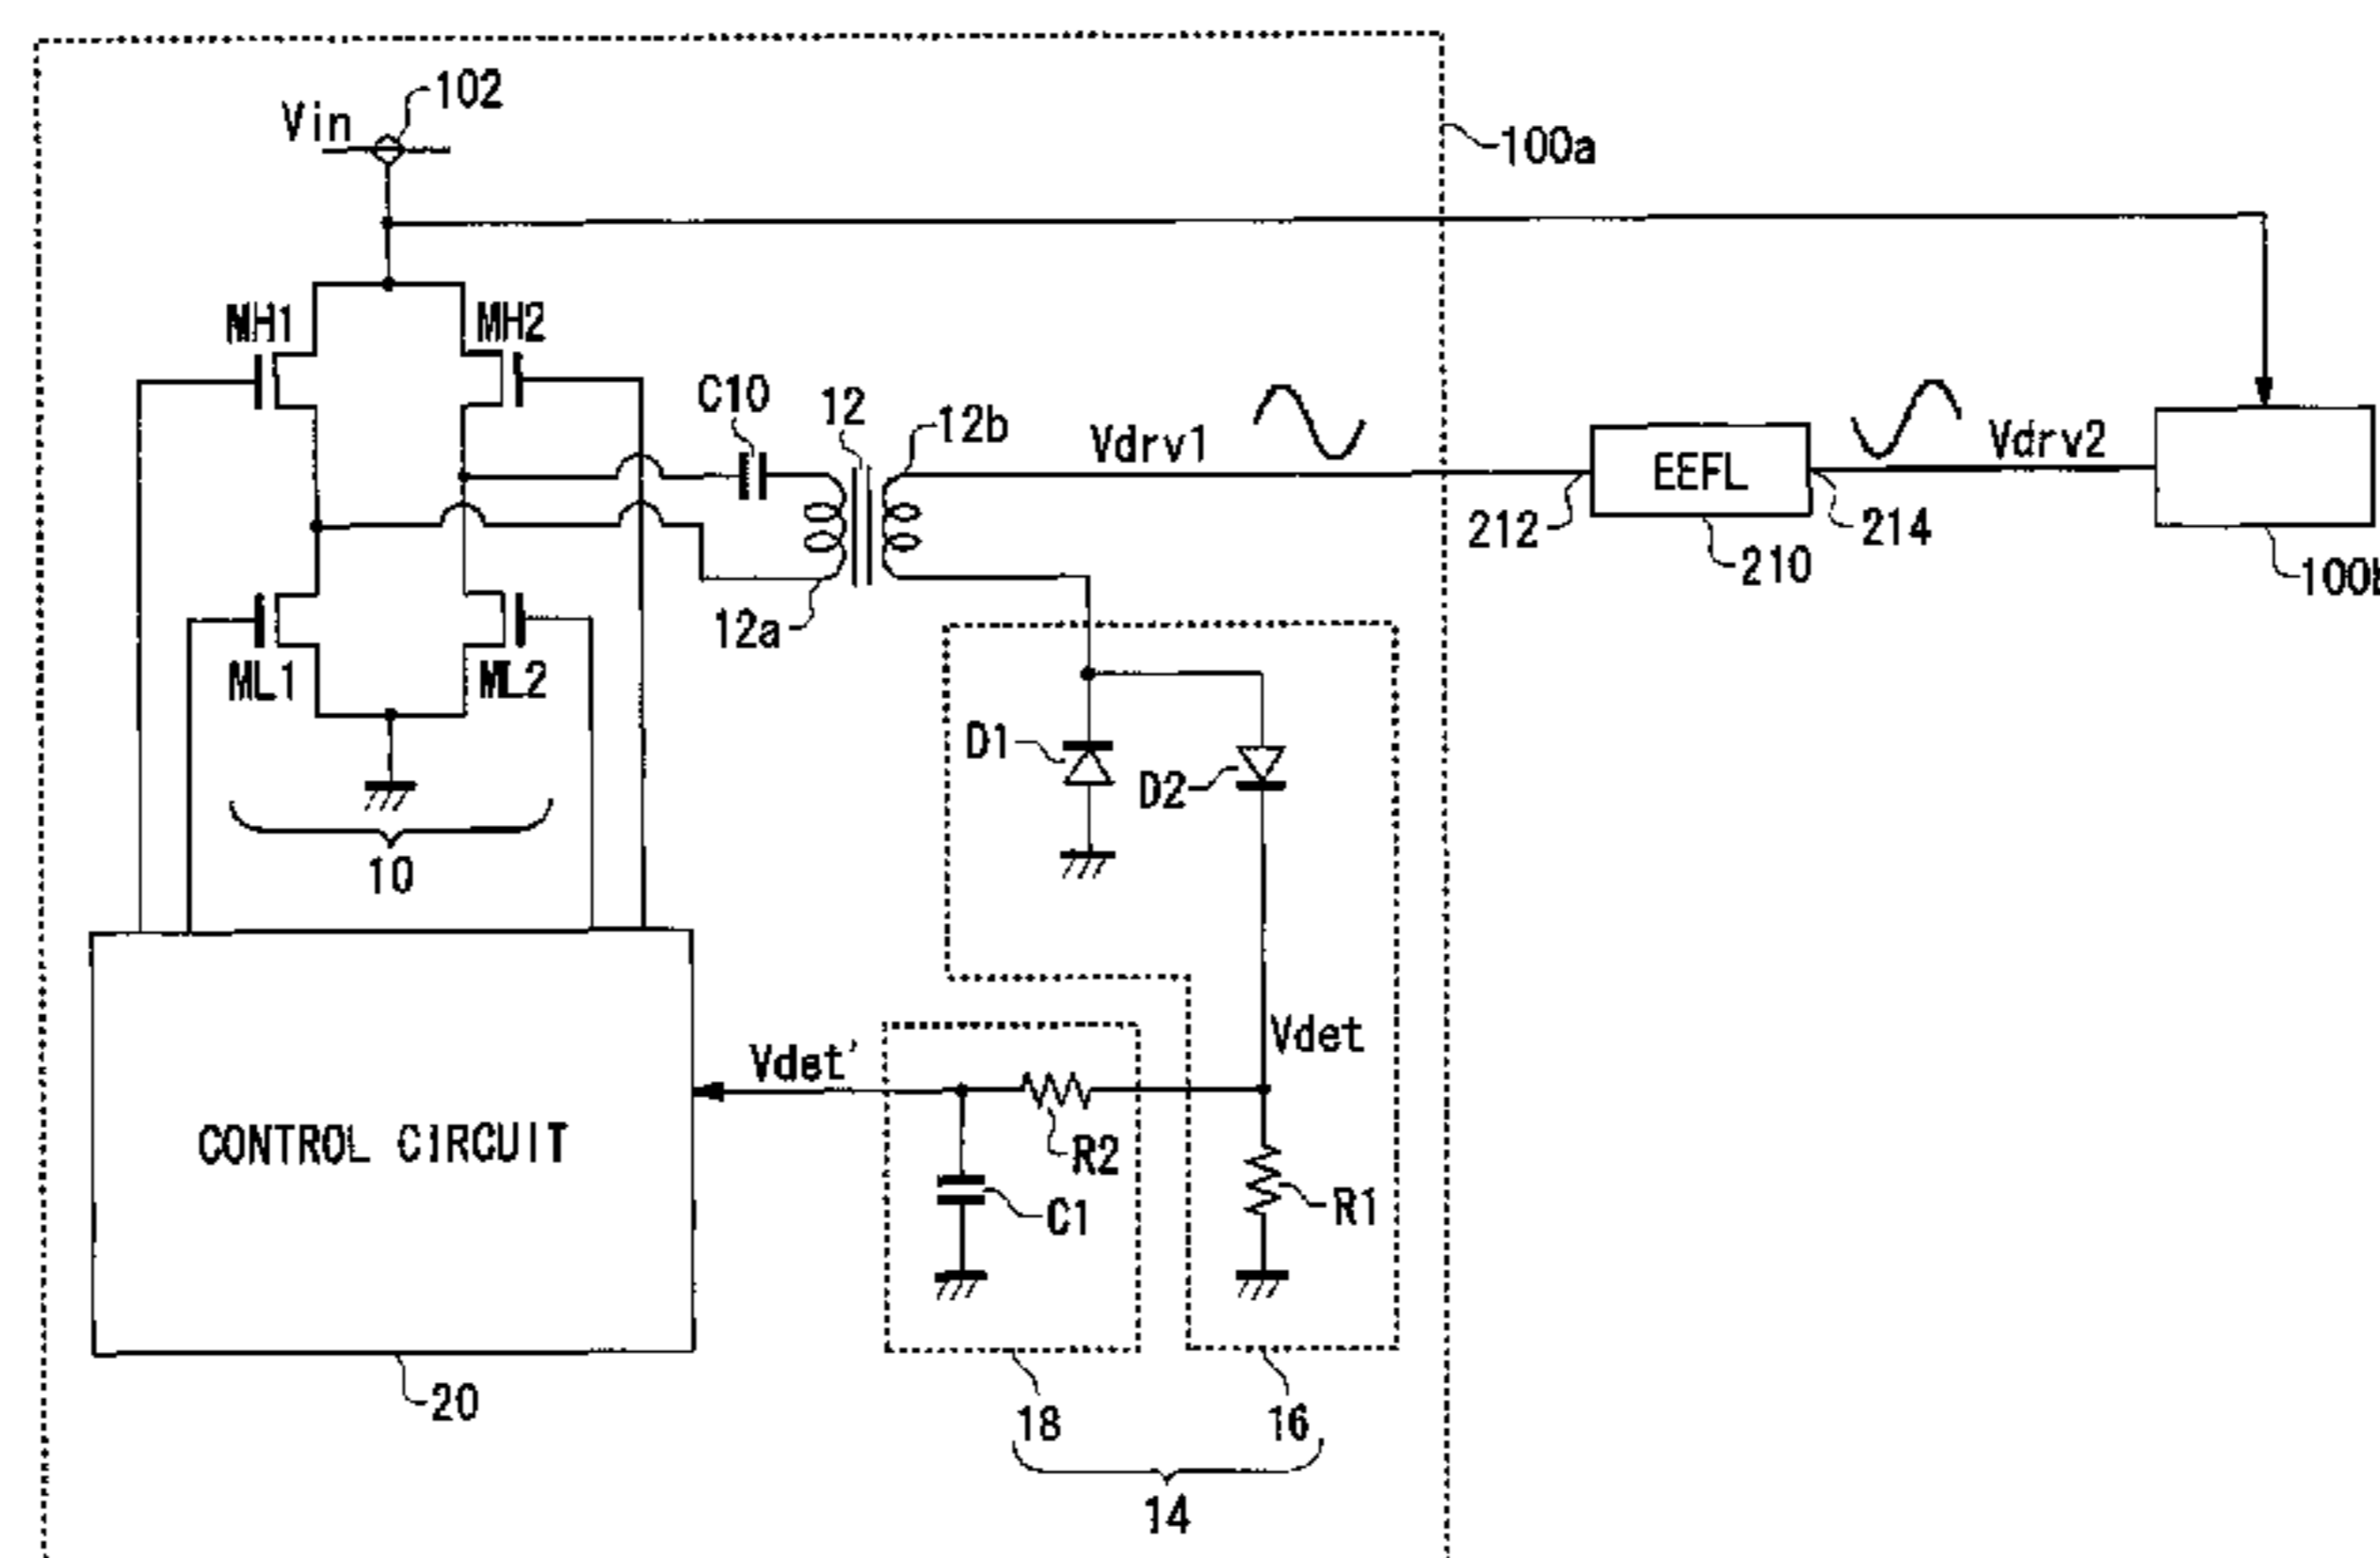 102
Vin
100a
MH1
MH2
C10
12
12b
Vdrv1
EEFL
Vdrv2
212
214
210
100b
12a
ML1
ML2
D1
D2
10
Vdet
Vdet'
CONTROL CIRCUIT
R2
C1
R1
20
18
16
14